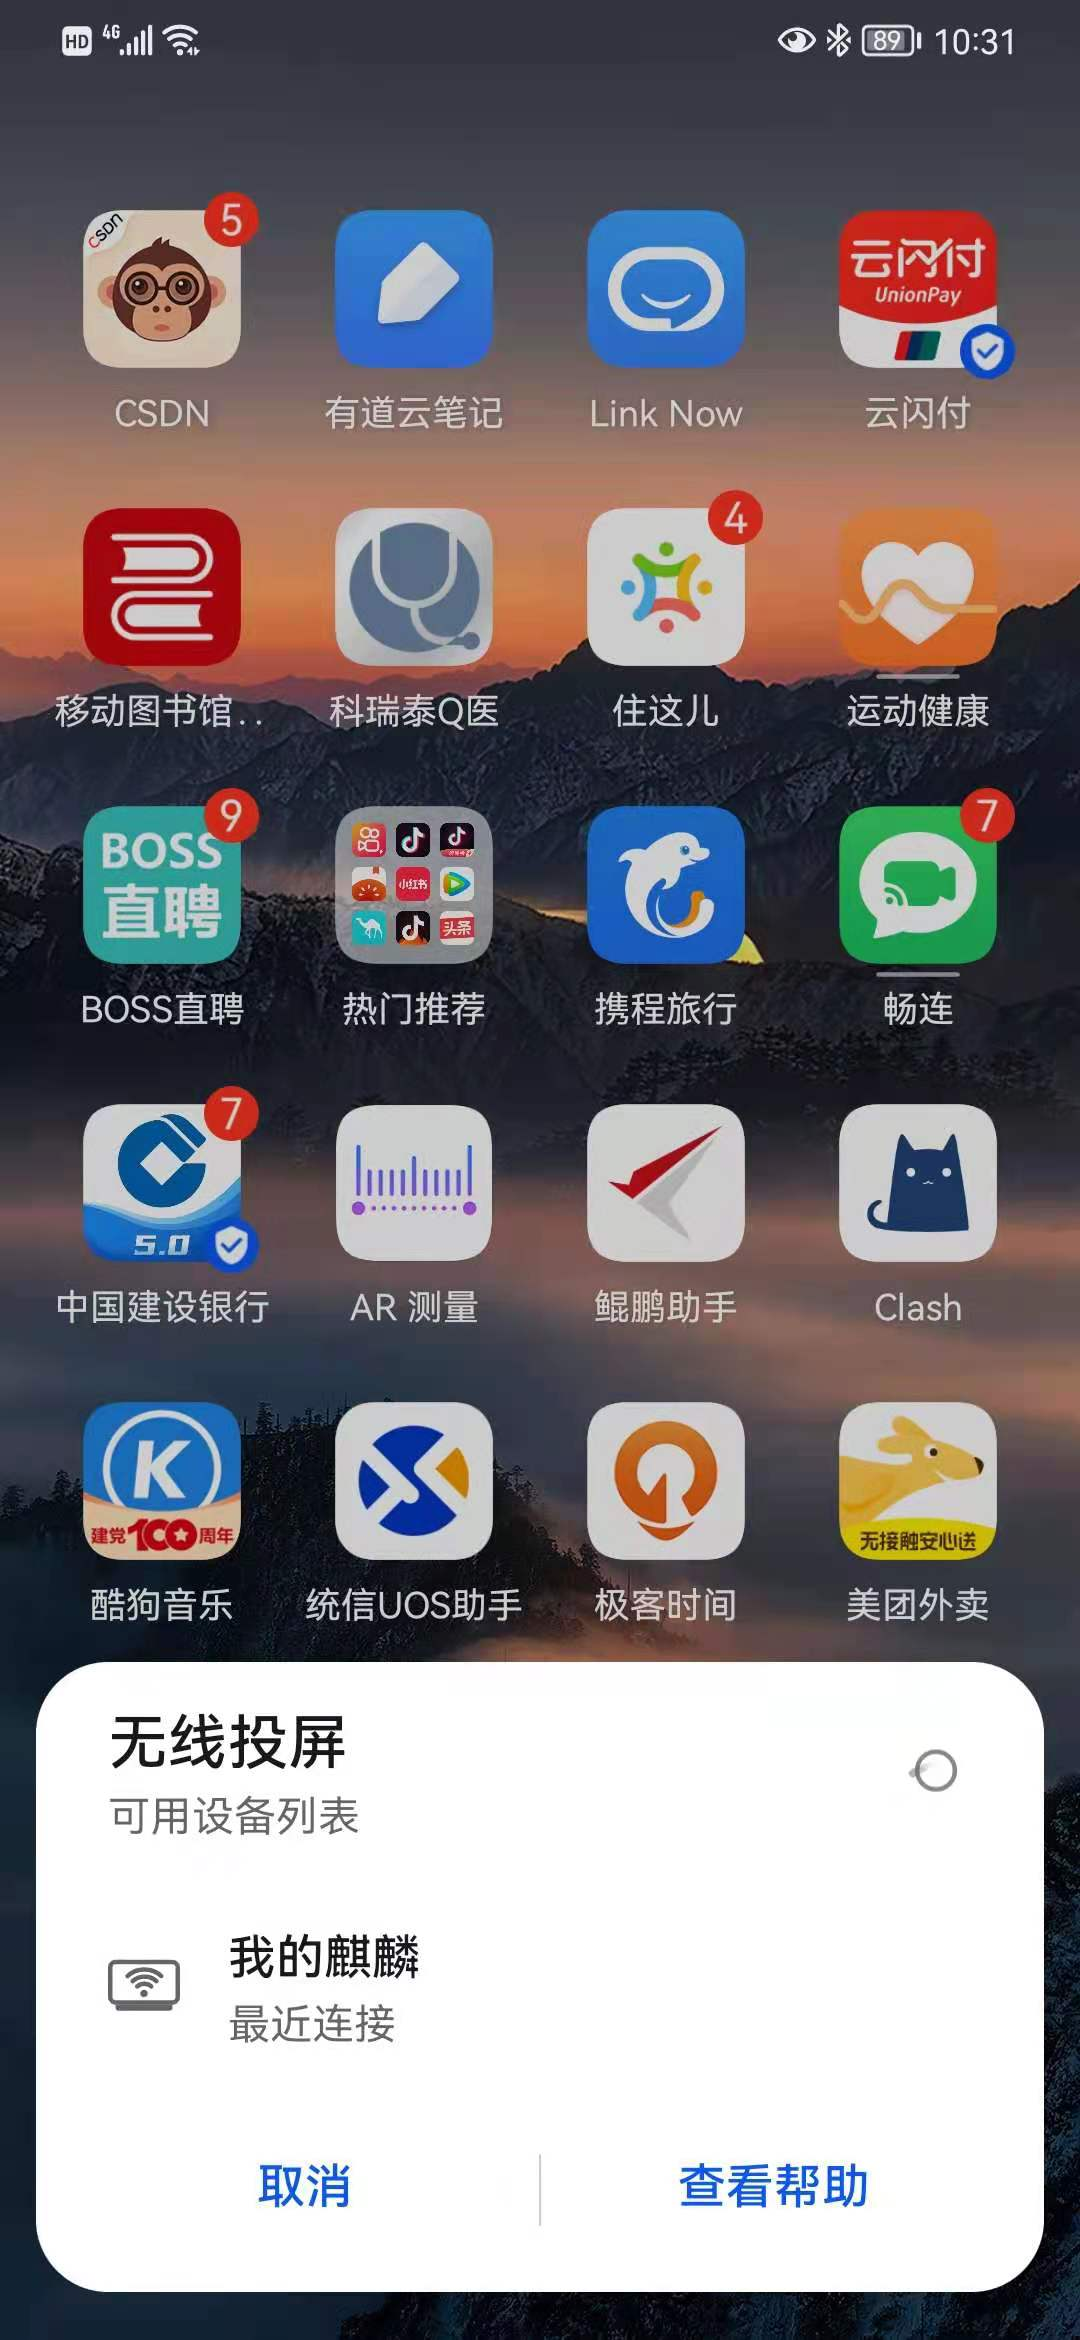 HD 4G 89 10:31
CSDN 5
云闪付
UnionPay
CSDN 有道云笔记 Link Now 云闪付
4
移动图书馆.. 科瑞泰Q医 住这儿 运动健康
BOSS 9 7
直聘 小红书 头条
BOSS直聘 热门推荐 携程旅行 畅连
7
5.0
中国建设银行 AR 测量 鲲鹏助手 Clash
K
建党100周年 无接触安心送
酷狗音乐 统信UOS助手 极客时间 美团外卖
无线投屏
可用设备列表
我的麒麟
最近连接
取消 查看帮助